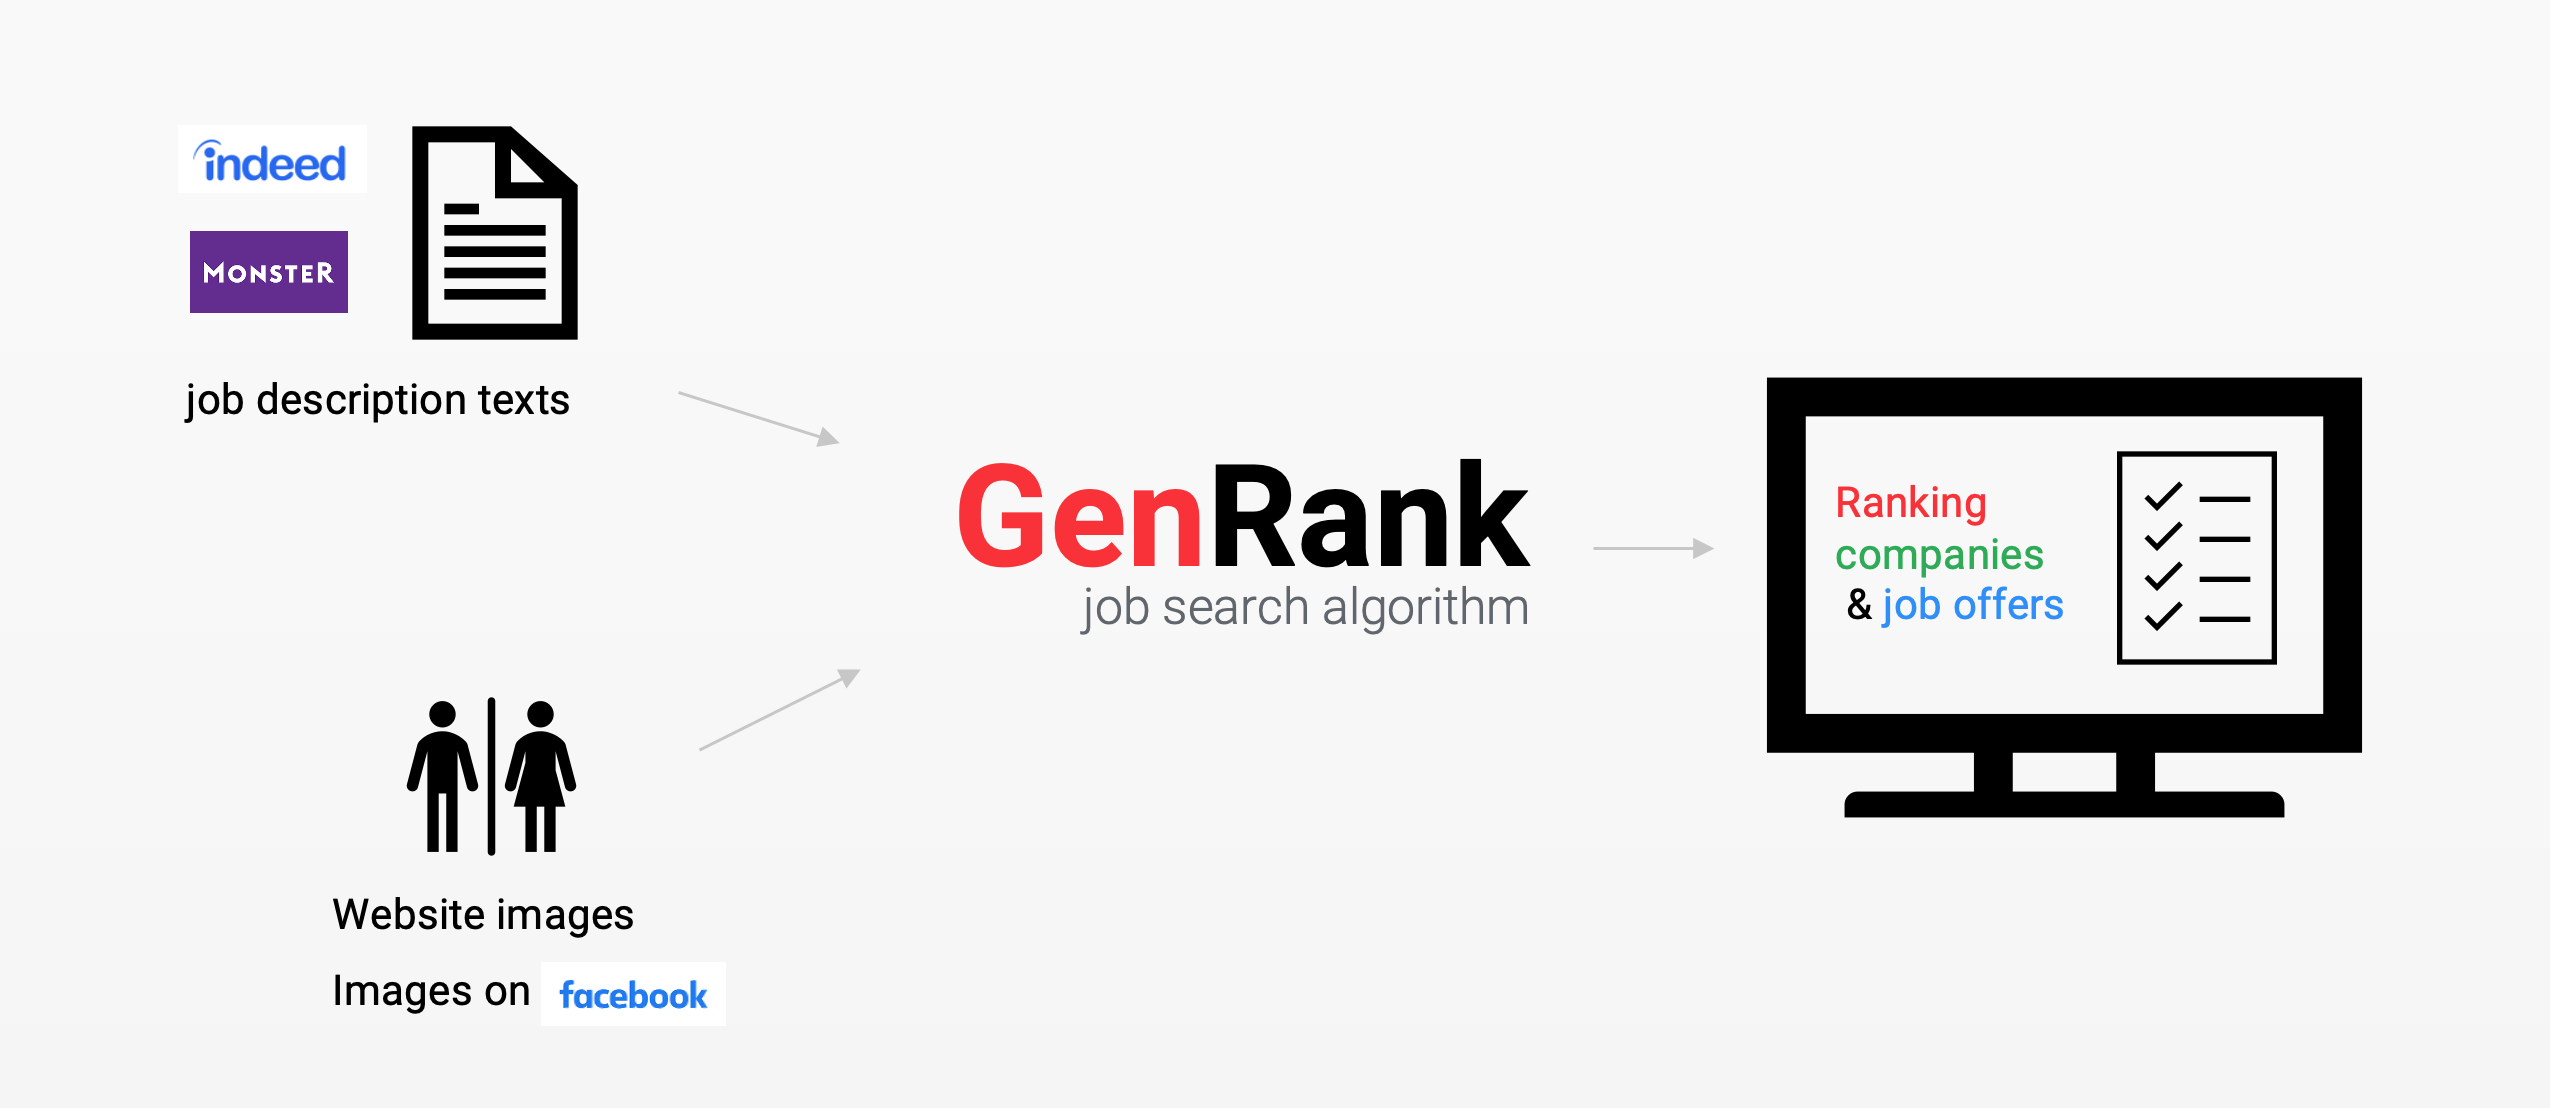 indeed
MONSTER
job description texts
GenRank
job search algorithm
Ranking
companies
& job offers
Website images
Images on facebook